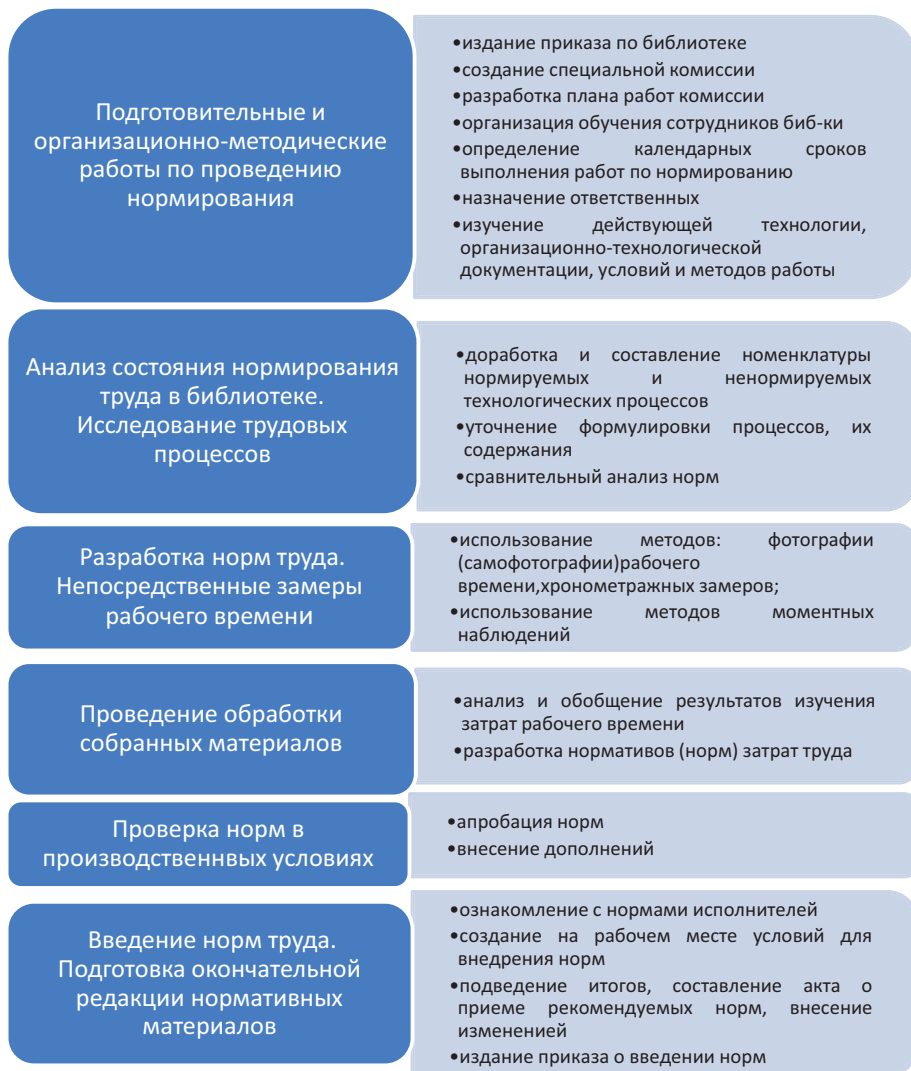 Подготовительные и
организационно-методические
работы по проведению
нормирования
•издание приказа по библиотеке
•создание специальной комиссии
•разработка плана работ комиссии
•организация обучения сотрудников биб-ки
•определение календарных сроков
выполнения работ по нормированию
•назначение ответственных
•изучение действующей технологии,
организационно-технологической
документации, условий и методов работы
Анализ состояния нормирования
труда в библиотеке.
Исследование трудовых
процессов
•доработка и составление номенклатуры
нормируемых и ненормируемых
технологических процессов
•уточнение формулировки процессов, их
содержания
•сравнительный анализ норм
Разработка норм труда.
Непосредственные замеры
рабочего времени
•использование методов: фотографии
(самофотографии)рабочего
времени,хронометражных замеров;
•использование методов моментных
наблюдений
Проведение обработки
собранных материалов
•анализ и обобщение результатов изучения
затрат рабочего времени
•разработка нормативов (норм) затрат труда
Проверка норм в
производственнвых условиях
•апробация норм
•внесение дополнений
Введение норм труда.
Подготовка окончательной
редакции нормативных
материалов
•ознакомление с нормами исполнителей
•создание на рабочем месте условий для
внедрения норм
•подведение итогов, составление акта о
приеме рекомендуемых норм, внесение
измененией
•издание приказа о введении норм